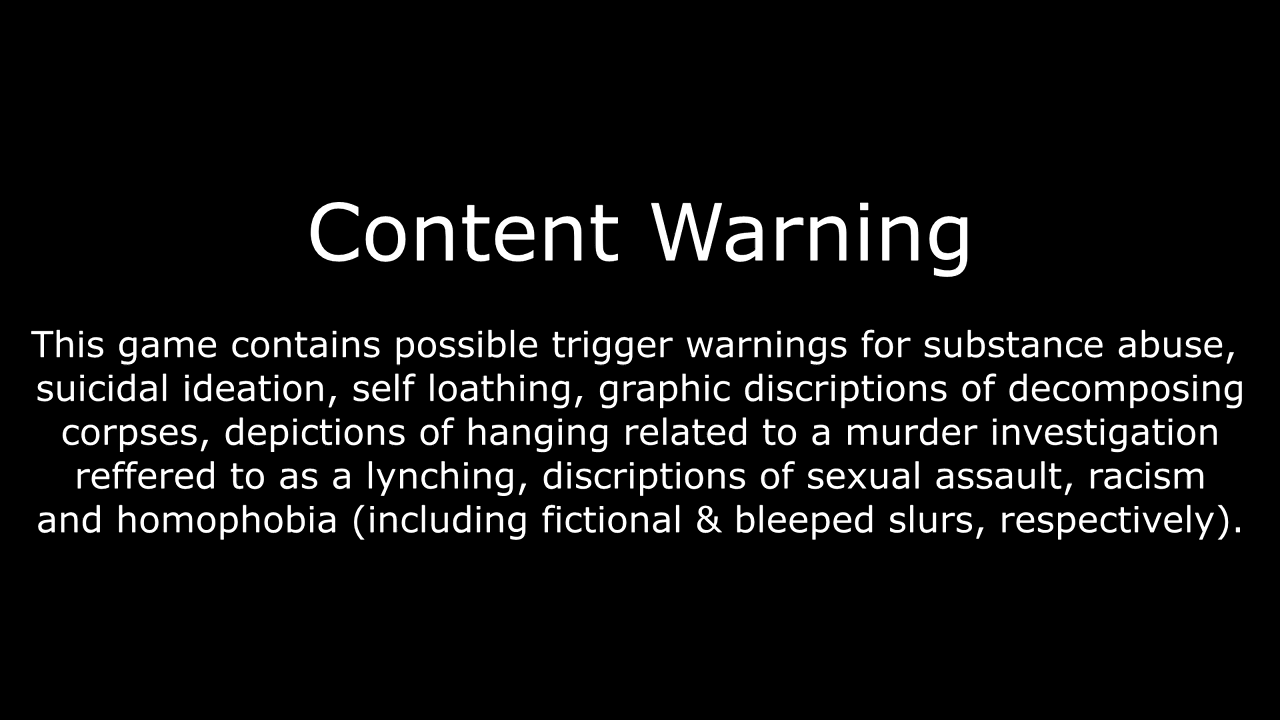 Content Warning
This game contains possible trigger warnings for substance abuse,
suicidal ideation, self loathing, graphic discriptions of decomposing
corpses, depictions of hanging related to a murder investigation
reffered to as a lynching, discriptions of sexual assault, racism
and homophobia (including fictional & bleeped slurs, respectively).